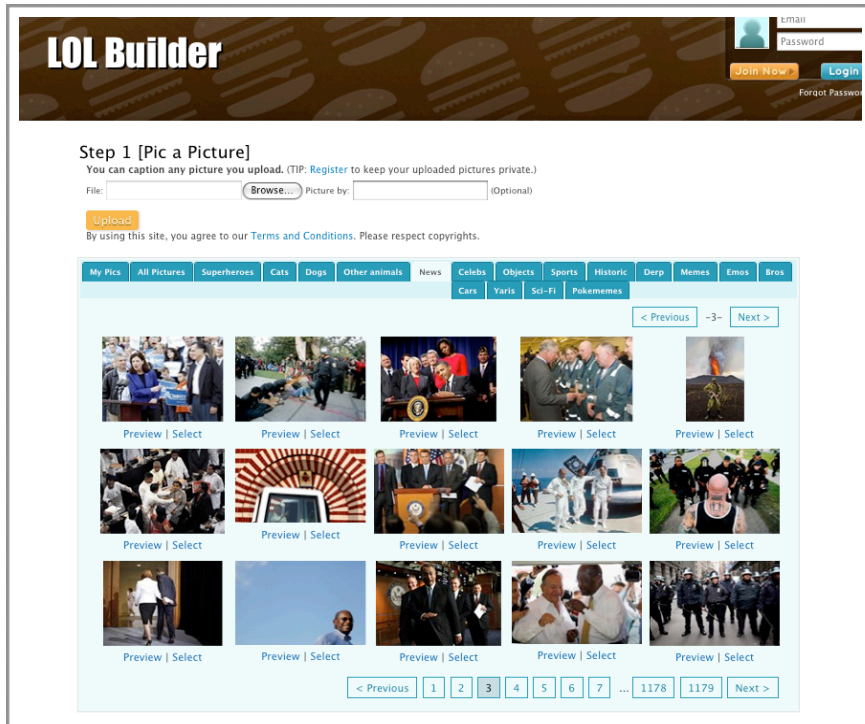 Email
LOL Builder
Password
Join Now
Login
Forgot Passwor
Step 1 [Pic a Picture]
You can caption any picture you upload. (TIP: Register to keep your uploaded pictures private.)
File: Browse... Picture by: (Optional)
Upload
By using this site, you agree to our Terms and Conditions. Please respect copyrights.
My Pics All Pictures Superheroes Cats Dogs Other animals News Celebs Objects Sports Historic Derp Memes Emos Bros
Cars Yaris Sci-Fi Pokememes
< Previous -3- Next >
Preview | Select Preview | Select Preview | Select Preview | Select Preview | Select
Preview | Select Preview | Select Preview | Select Preview | Select Preview | Select
Preview | Select Preview | Select Preview | Select Preview | Select Preview | Select
< Previous 1 2 3 4 5 6 7 ... 1178 1179 Next >